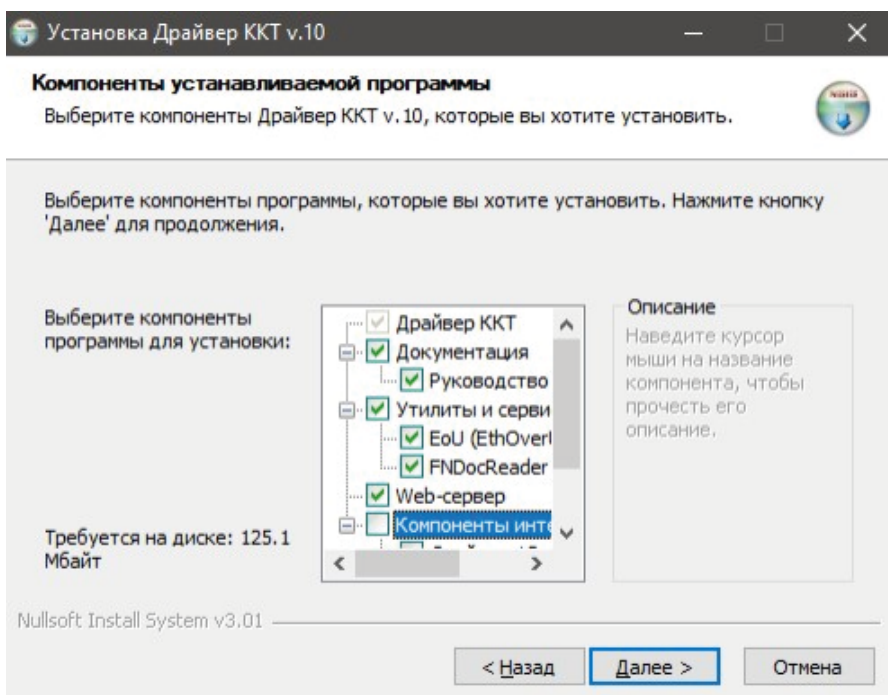 Установка Драйвер ККТ v.10
Компоненты устанавливаемой программы
Выберите компоненты Драйвер ККТ v.10, которые вы хотите установить.
Выберите компоненты программы, которые вы хотите установить. Нажмите кнопку
'Далее' для продолжения.
Выберите компоненты
программы для установки:
Драйвер ККТ
Документация
Руководство
Утилиты и серви
EoU (EthOverl
FNDocReader
Web-сервер
Компоненты инте
Описание
Наведите курсор
мыши на название
компонента, чтобы
прочесть его
описание.
Требуется на диске: 125.1
Мбайт
Nullsoft Install System v3.01
< Назад
Далее >
Отмена